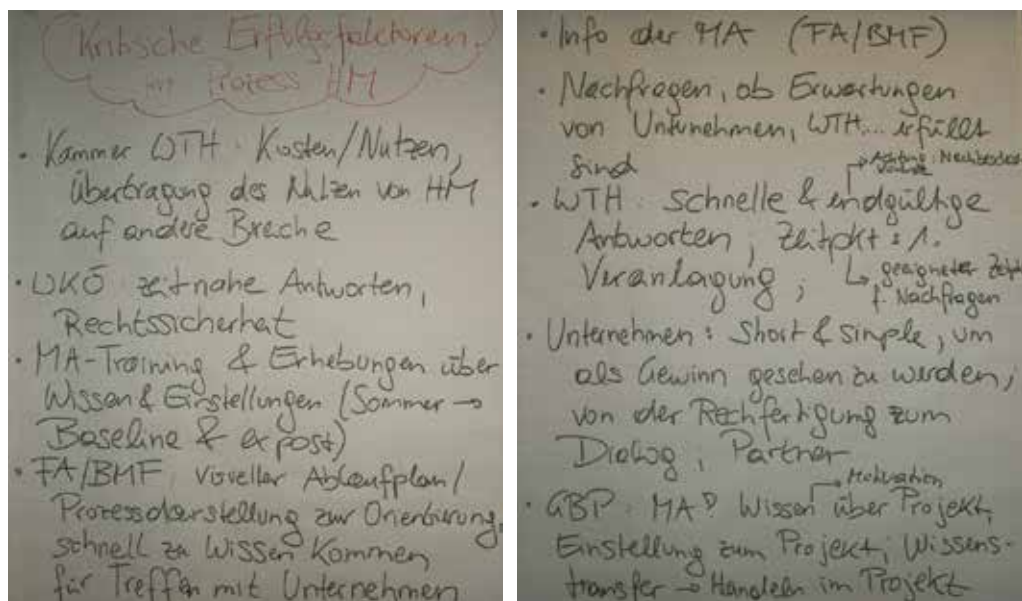 Kritische Erfolgsfaktoren
im Prozess HM
• Kammer WTH: Kosten/Nutzen,
Übertragung des Nutzen von HM
auf andere Breche
• WKÖ: zeitnahe Antworten,
Rechtssicherheit
• MA-Training & Erhebungen über
Wissen & Einstellungen (Sommer →
Baseline & ex post)
• FA/BMF: visueller Ablaufplan/
Prozessdarstellung zur Orientierung,
schnell zu Wissen kommen
für Treffen mit Unternehmen
• Info der MA (FA/BMF)
• Nachfragen, ob Erwartungen
von Unternehmen, WTH... erfüllt
sind
Achtung:
• WTH: schnelle & endgültige
Antworten, Zeitpkt: 1.
Veranlagung;
geeigneter Zeitpkt
f. Nachfragen
• Unternehmen: Short & simple, um
als Gewinn gesehen zu werden,
von der Rechfertigung zum
Dialog, Partner
Motivation
• GBP: MA Wissen über Projekt,
Einstellung zum Projekt, Wissens-
transfer → Handeln im Projekt